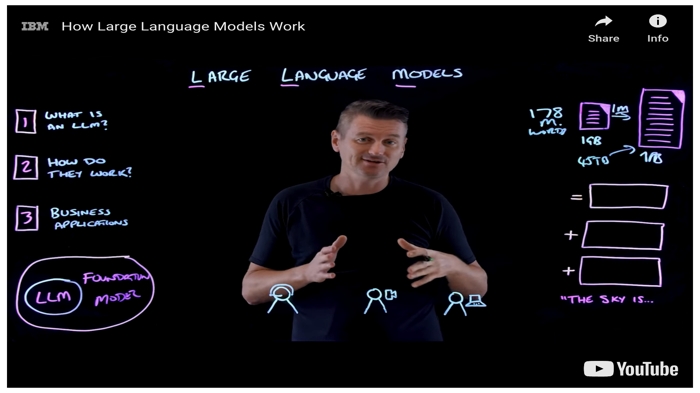 IBM
How Large Language Models Work
Share
Info
LARGE LANGUAGE MODELS
1 WHAT IS
AN LLM?
2 HOW DO
THEY WORK?
3 BUSINESS
APPLICATIONS
LLM
FOUNDATION
MODEL
178
M.
WORDS
1GB
1M
45TB
1PB
=
+
+
"THE SKY IS...
YouTube